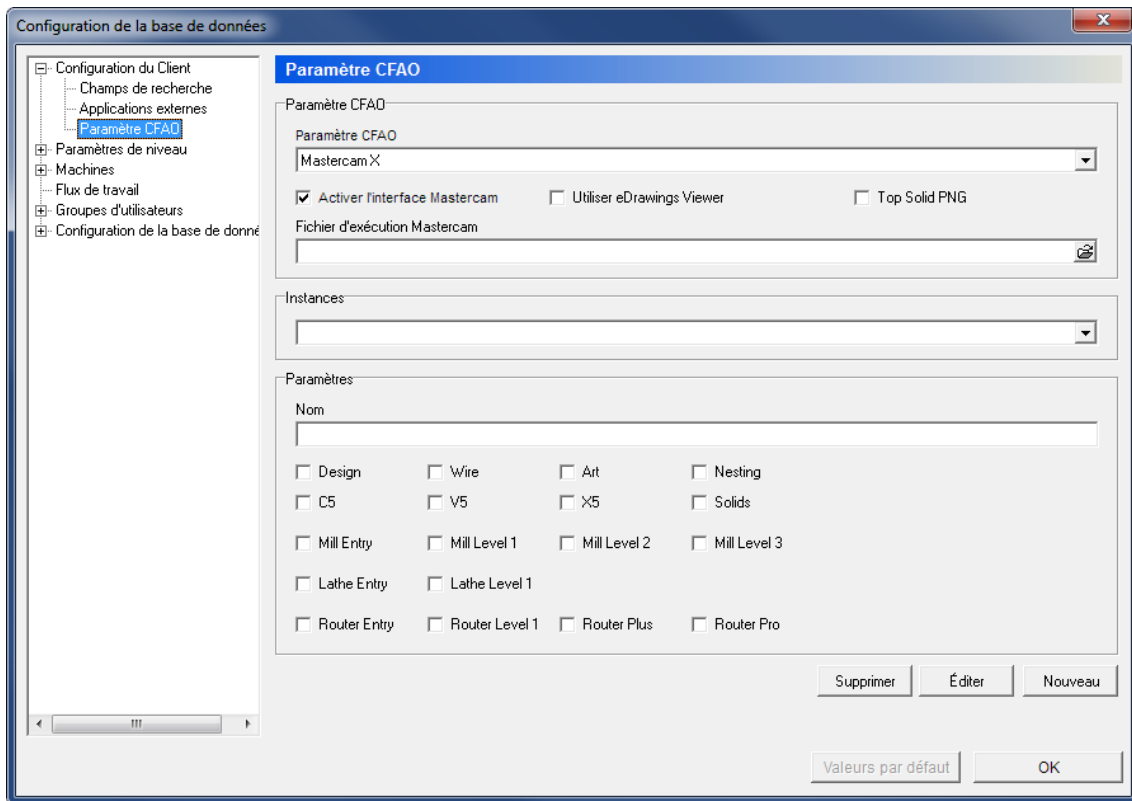 Configuration de la base de données
Configuration du Client
Champs de recherche
Applications externes
Paramètre CFAO
Paramètres de niveau
Machines
Flux de travail
Groupes d'utilisateurs
Configuration de la base de donné
Paramètre CFAO
Paramètre CFAO
Paramètre CFAO
Mastercam X
Activer l'interface Mastercam Utiliser eDrawings Viewer Top Solid PNG
Fichier d'exécution Mastercam
Instances
Paramètres
Nom
Design Wire Art Nesting
C5 V5 X5 Solids
Mill Entry Mill Level 1 Mill Level 2 Mill Level 3
Lathe Entry Lathe Level 1
Router Entry Router Level 1 Router Plus Router Pro
Supprimer Éditer Nouveau
Valeurs par défaut OK